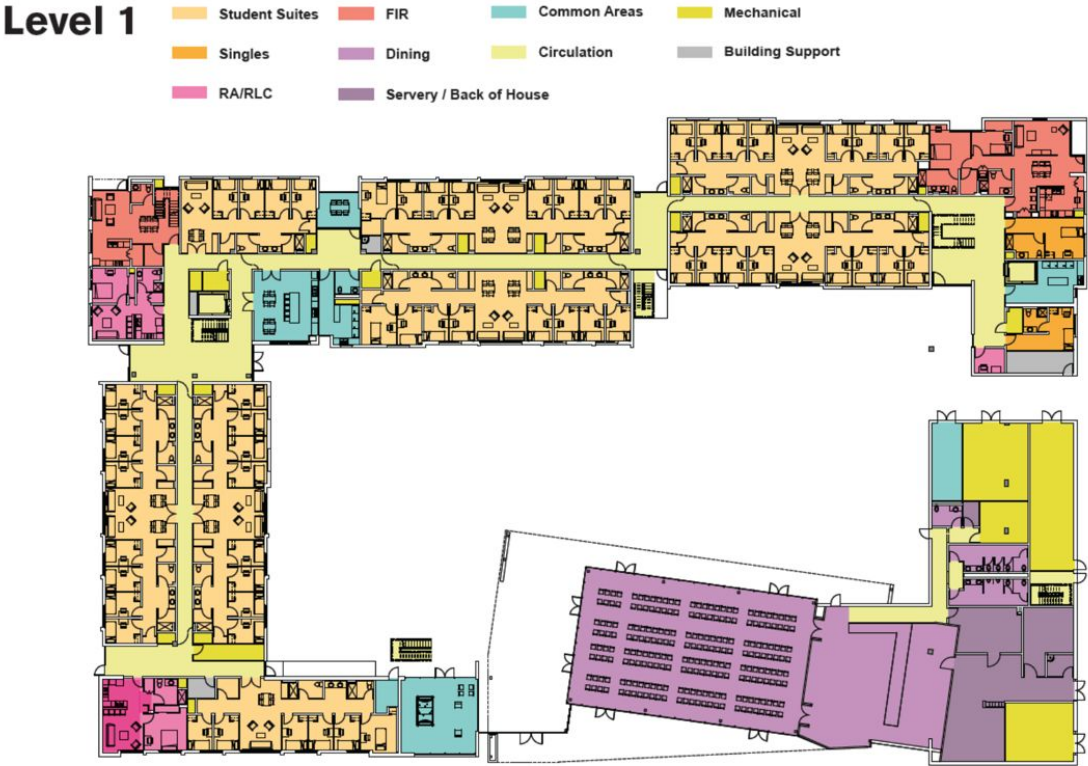 Level 1
Student Suites
FIR
Common Areas
Mechanical
Singles
Dining
Circulation
Building Support
RA/RLC
Servery / Back of House